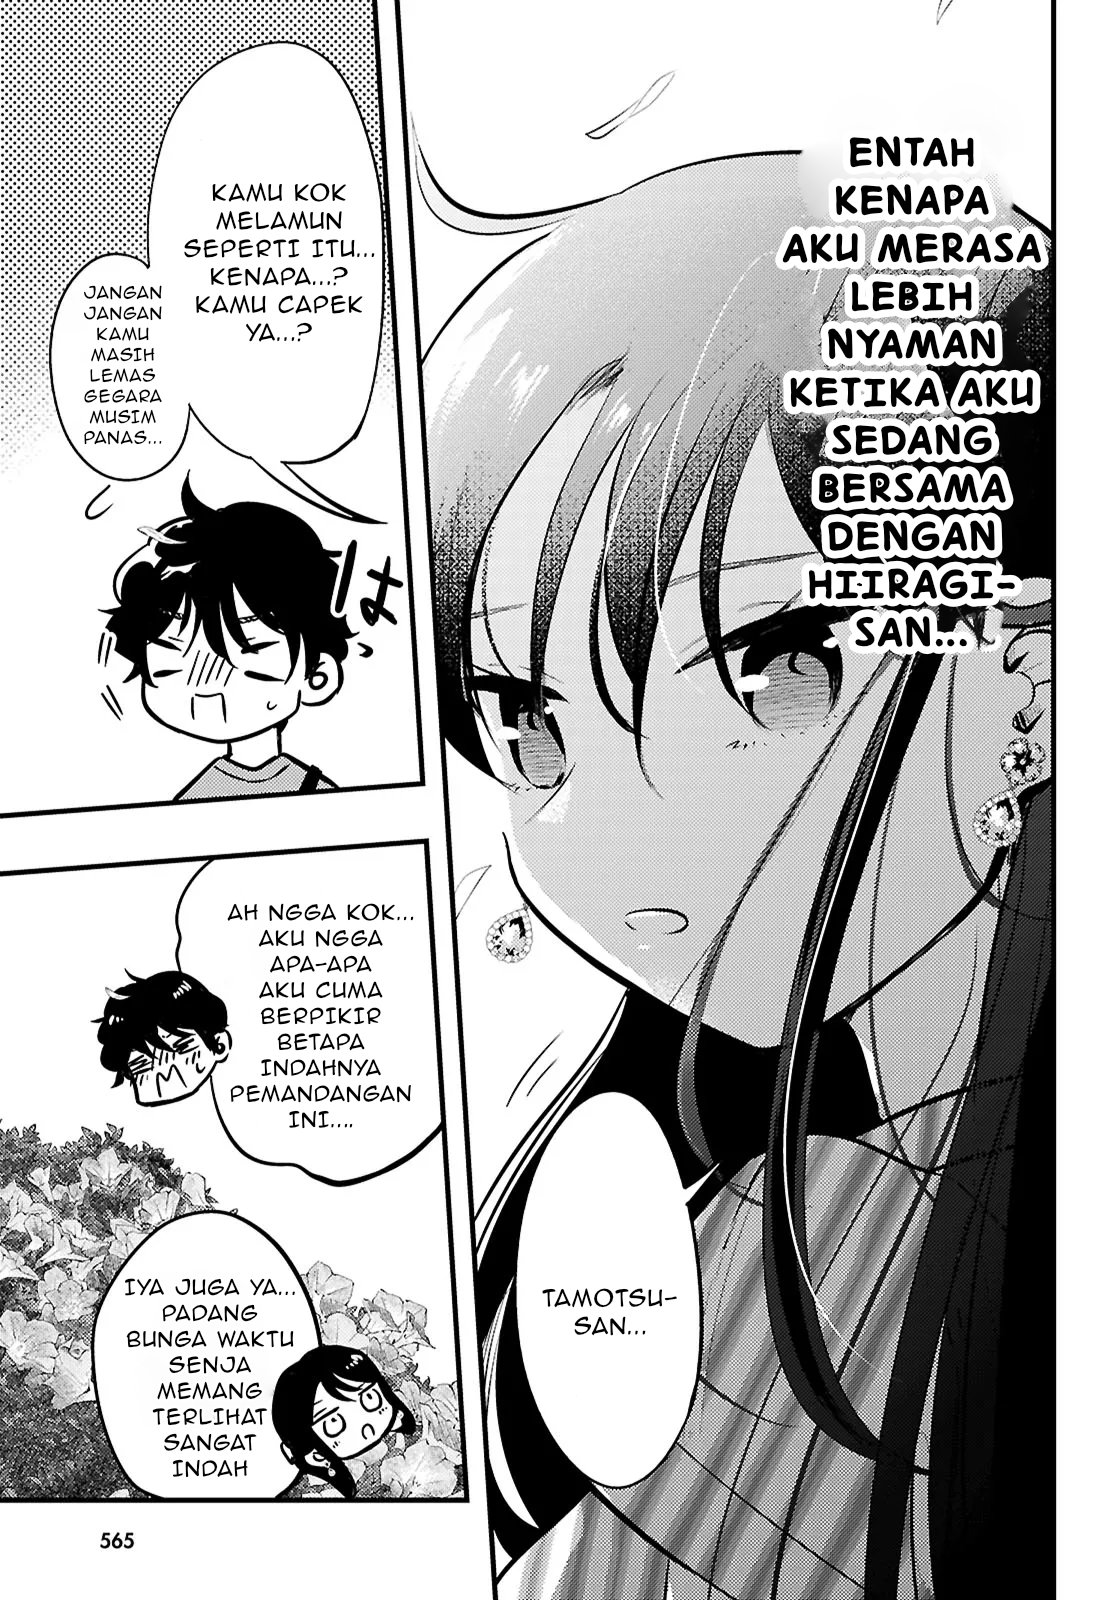 ENTAH
KENAPA
AKU MERASA
LEBIH
NYAMAN
KETIKA AKU
SEDANG
BERSAMA
DENGAN
HIIRAGI-
SAN...
TAMOTSU-
SAN...
KAMU KOK
MELAMUN
SEPERTI ITU...
KENAPA...?
KAMU CAPEK
YA...?
JANGAN
JANGAN
KAMU
MASIH
LEMAS
GEGARA
MUSIM
PANAS...
はっ
AH NGGA KOK...
AKU NGGA
APA-APA
AKU CUMA
BERPIKIR
BETAPA
INDAHNYA
PEMANDANGAN
INI....
IYA JUGA YA...
PADANG
BUNGA WAKTU
SENJA
MEMANG
TERLIHAT
SANGAT
INDAH
565